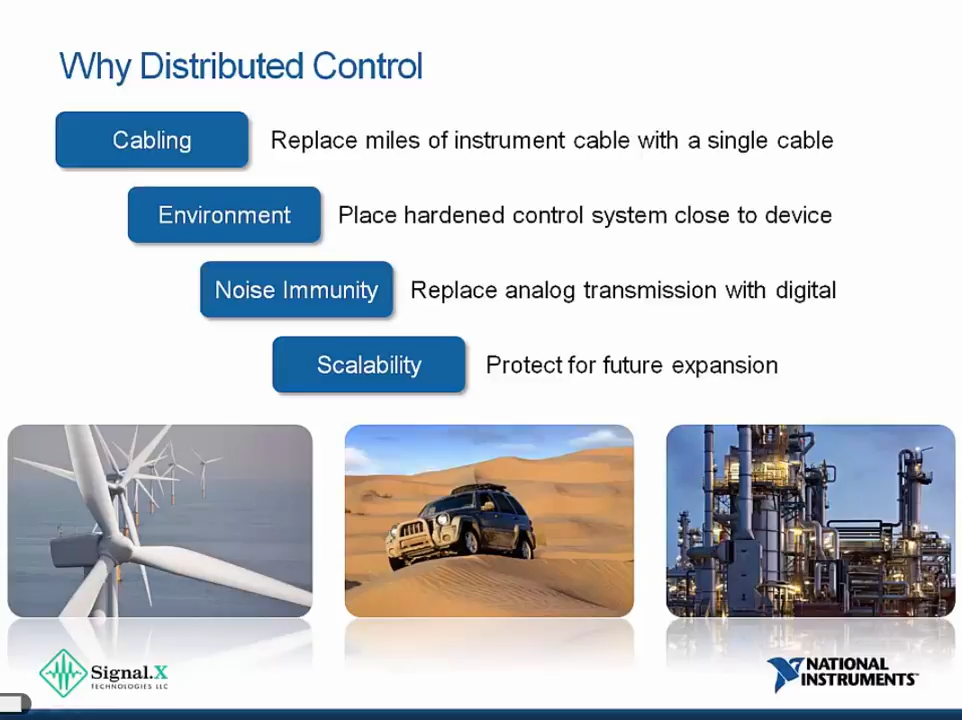 Why Distributed Control
Cabling Replace miles of instrument cable with a single cable
Environment Place hardened control system close to device
Noise Immunity Replace analog transmission with digital
Scalability Protect for future expansion
Signal.X
TECHNOLOGIES LLC
NATIONAL
INSTRUMENTS™